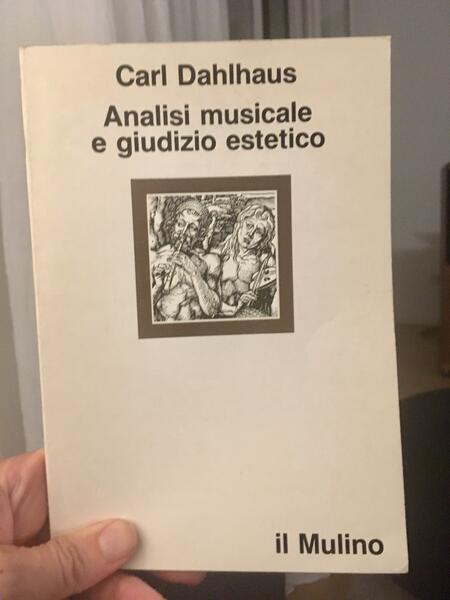 Carl Dahlhaus
Analisi musicale
e giudizio estetico
il Mulino